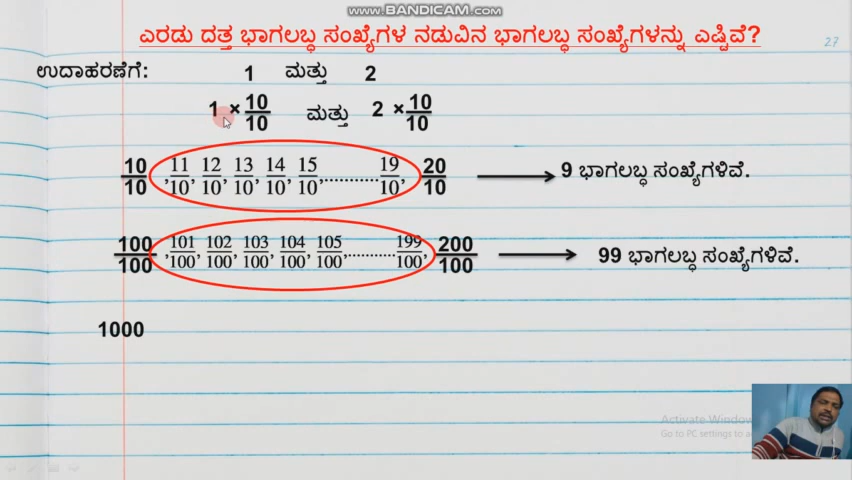 www.BANDICAM.com
ಎರಡು ದತ್ತ ಭಾಗಲಬ್ಧ ಸಂಖ್ಯೆಗಳ ನಡುವಿನ ಭಾಗಲಬ್ಧ ಸಂಖ್ಯೆಗಳನ್ನು ಎಷ್ಟಿವೆ?
27
ಉದಾಹರಣೆಗೆ: 1 ಮತ್ತು 2
1 × 10/10 ಮತ್ತು 2 × 10/10
10/10 ,11/10, 12/10, 13/10, 14/10, 15/10,...........19/10, 20/10 → 9 ಭಾಗಲಬ್ಧ ಸಂಖ್ಯೆಗಳಿವೆ.
100/100 ,101/100, 102/100, 103/100, 104/100, 105/100,..........199/100, 200/100 → 99 ಭಾಗಲಬ್ಧ ಸಂಖ್ಯೆಗಳಿವೆ.
1000
Activate Window
Go to PC settings to a